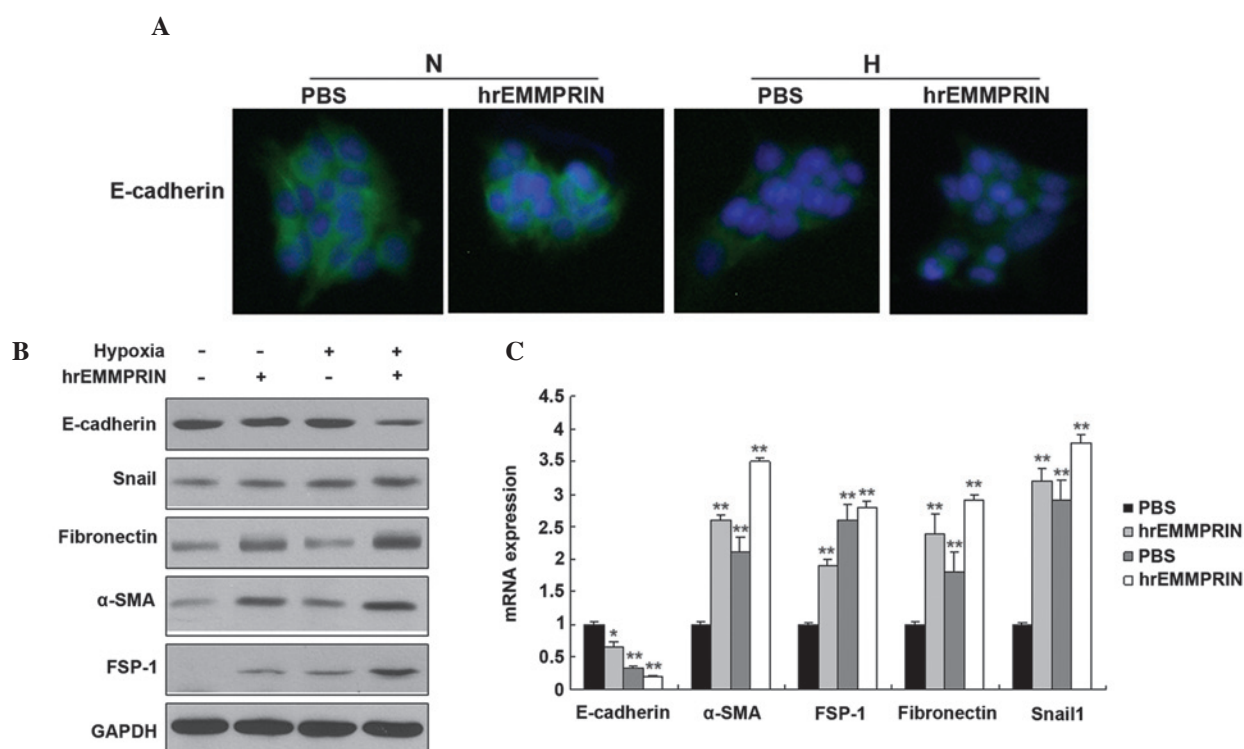 A
N
H
PBS
hrEMMPRIN
PBS
hrEMMPRIN
E-cadherin
B
Hypoxia - - + +
hrEMMPRIN - + - +
E-cadherin
Snail
Fibronectin
α-SMA
FSP-1
GAPDH
C
mRNA expression
4.5
4
3.5
3
2.5
2
1.5
1
0.5
0
* ** **
** ** **
** ** **
** ** **
** ** **
E-cadherin α-SMA FSP-1 Fibronectin Snail1
PBS
hrEMMPRIN
PBS
hrEMMPRIN